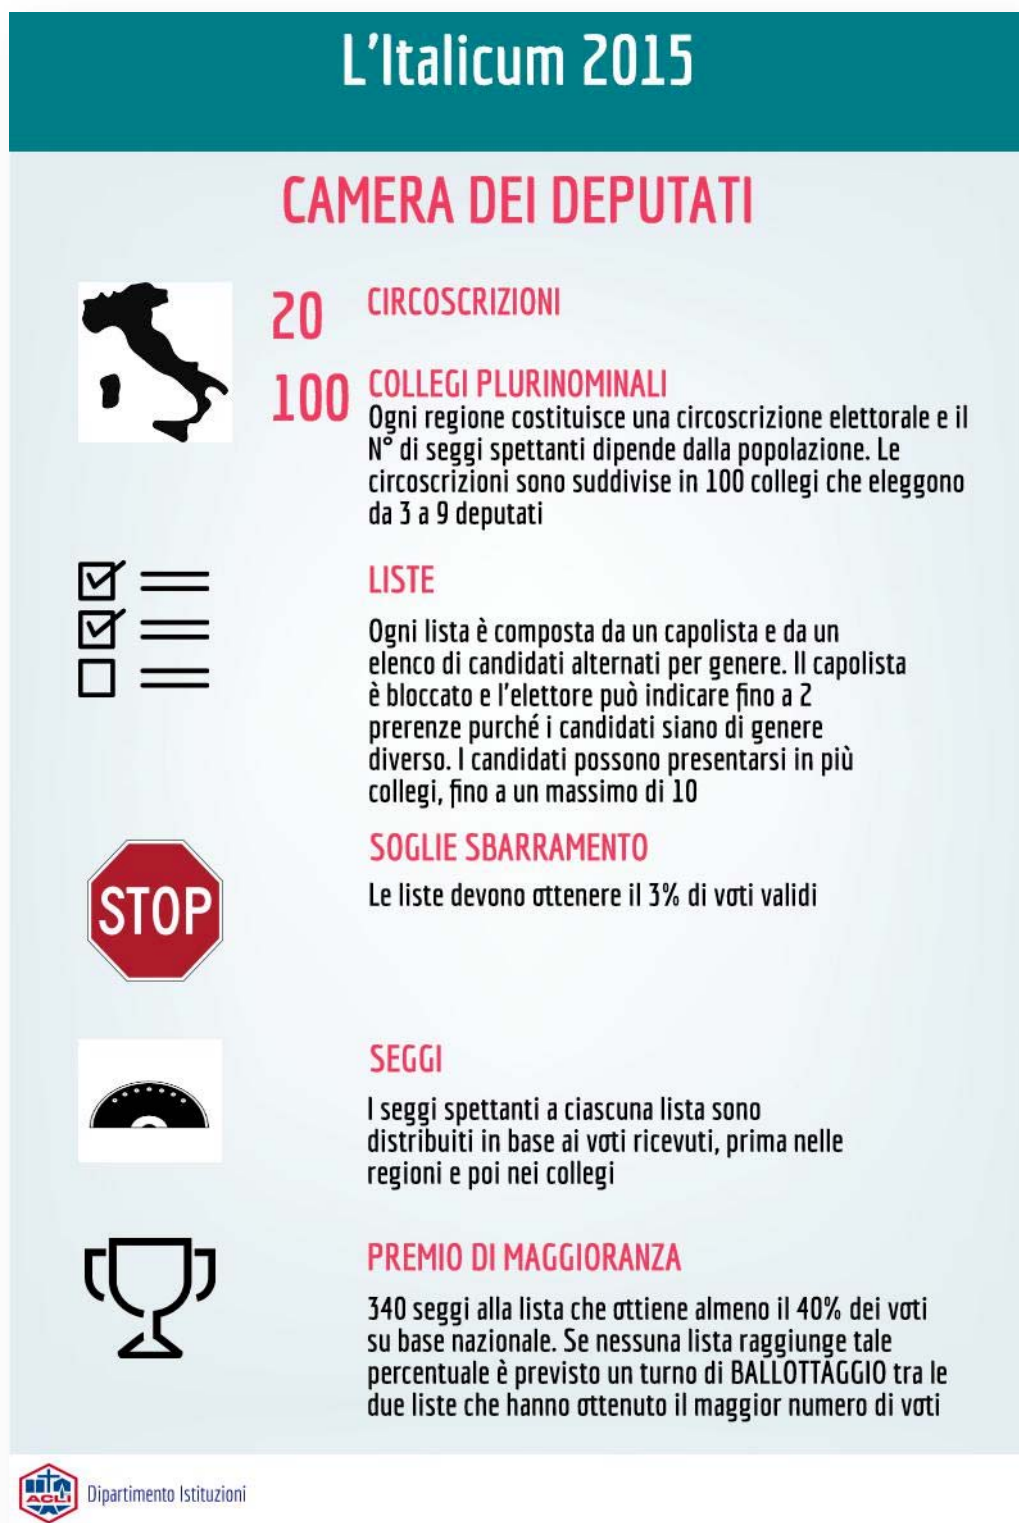 L'Italicum 2015
CAMERA DEI DEPUTATI
20 CIRCOSCRIZIONI
100 COLLEGI PLURINOMINALI
Ogni regione costituisce una circoscrizione elettorale e il
N° di seggi spettanti dipende dalla popolazione. Le
circoscrizioni sono suddivise in 100 collegi che eleggono
da 3 a 9 deputati
LISTE
Ogni lista è composta da un capolista e da un
elenco di candidati alternati per genere. Il capolista
è bloccato e l'elettore può indicare fino a 2
prerenze purché i candidati siano di genere
diverso. I candidati possono presentarsi in più
collegi, fino a un massimo di 10
SOGLIE SBARRAMENTO
STOP
Le liste devono ottenere il 3% di voti validi
SEGGI
I seggi spettanti a ciascuna lista sono
distribuiti in base ai voti ricevuti, prima nelle
regioni e poi nei collegi
PREMIO DI MAGGIORANZA
340 seggi alla lista che ottiene almeno il 40% dei voti
su base nazionale. Se nessuna lista raggiunge tale
percentuale è previsto un turno di BALLOTTAGGIO tra le
due liste che hanno ottenuto il maggior numero di voti
ACLI
Dipartimento Istituzioni